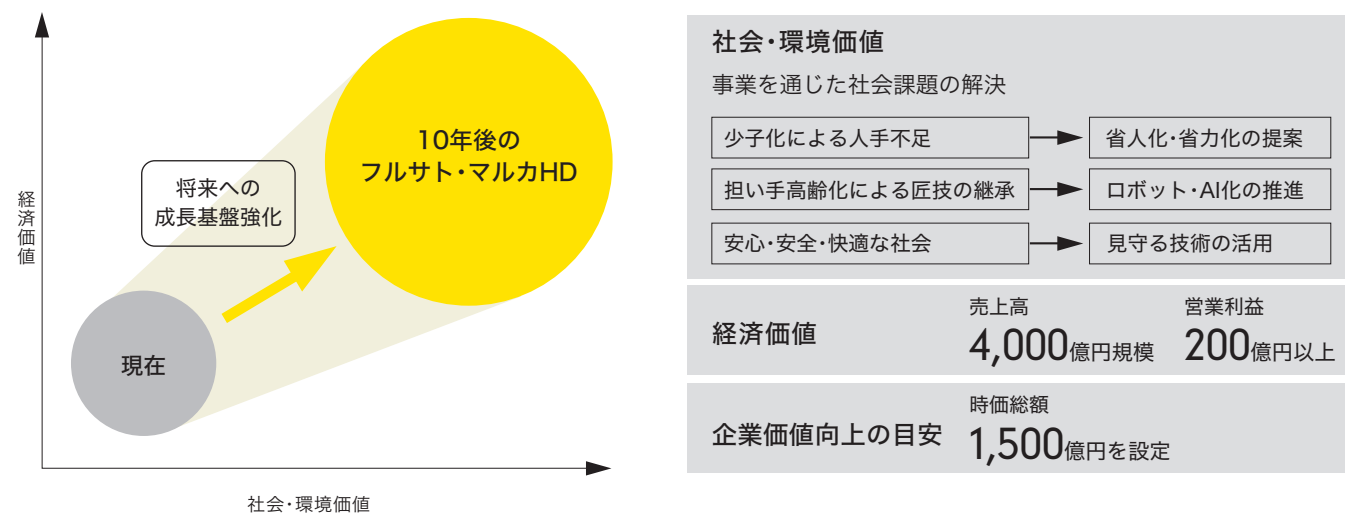 経済価値
10年後の
フルサト・マルカHD
将来への
成長基盤強化
現在
社会・環境価値
社会・環境価値
事業を通じた社会課題の解決
少子化による人手不足
省人化・省力化の提案
担い手高齢化による匠技の継承
ロボット・AI化の推進
安心・安全・快適な社会
見守る技術の活用
経済価値
売上高
4,000億円規模
営業利益
200億円以上
企業価値向上の目安
時価総額
1,500億円を設定